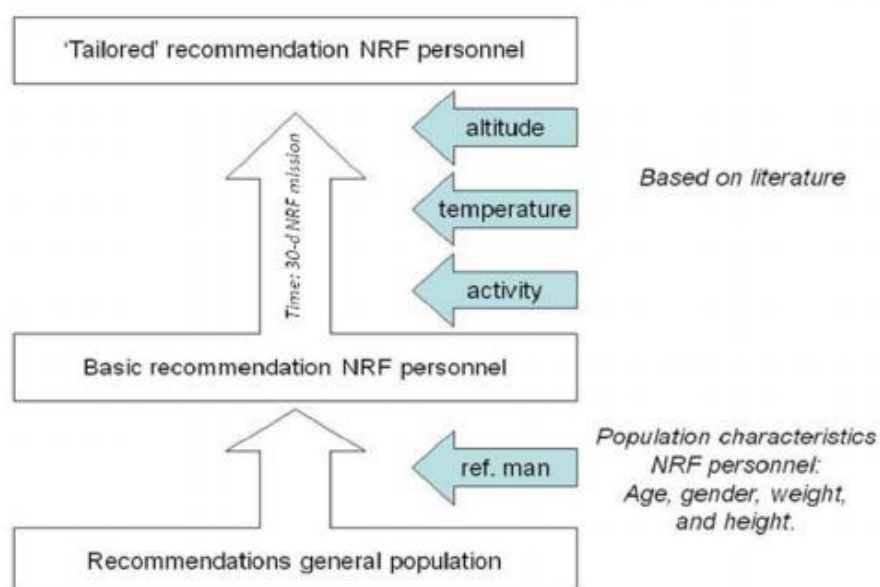 'Tailored' recommendation NRF personnel
altitude
temperature
activity
Based on literature
Time: 30-d NRF mission
Basic recommendation NRF personnel
ref. man
Population characteristics
NRF personnel:
Age, gender, weight,
and height.
Recommendations general population